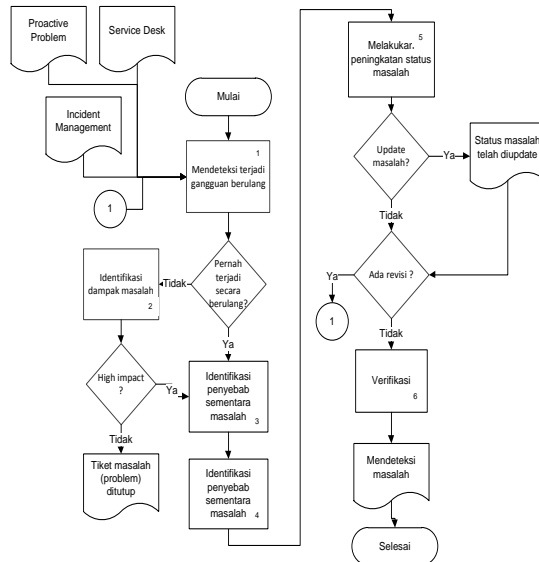 Proactive
Problem
Service Desk
Incident
Management
1
Mulai
1
Mendeteksi terjadi
gangguan berulang
Pernah
terjadi
secara
berulang?
Tidak
Ya
Identifikasi
dampak masalah
2
High impact
?
Ya
Tidak
Tiket masalah
(problem)
ditutup
Identifikasi
penyebab
sementara
masalah
3
Identifikasi
penyebab
sementara
masalah
4
5
Melakukar.
peningkatan status
masalah
Update
masalah?
Ya
Status masalah
telah diupdate
Tidak
Ada revisi ?
Ya
1
Tidak
Verifikasi
6
Mendeteksi
masalah
Selesai